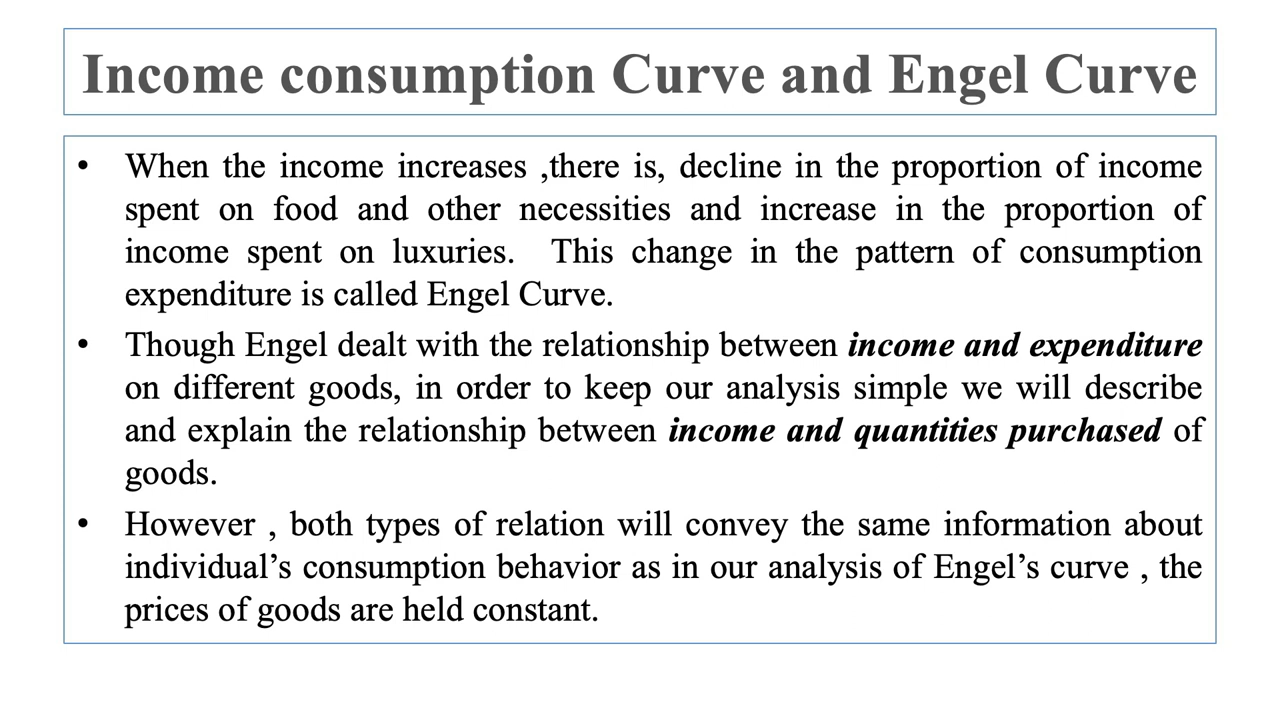 Income consumption Curve and Engel Curve
• When the income increases ,there is, decline in the proportion of income
spent on food and other necessities and increase in the proportion of
income spent on luxuries.  This change in the pattern of consumption
expenditure is called Engel Curve.
• Though Engel dealt with the relationship between income and expenditure
on different goods, in order to keep our analysis simple we will describe
and explain the relationship between income and quantities purchased of
goods.
• However , both types of relation will convey the same information about
individual’s consumption behavior as in our analysis of Engel’s curve , the
prices of goods are held constant.